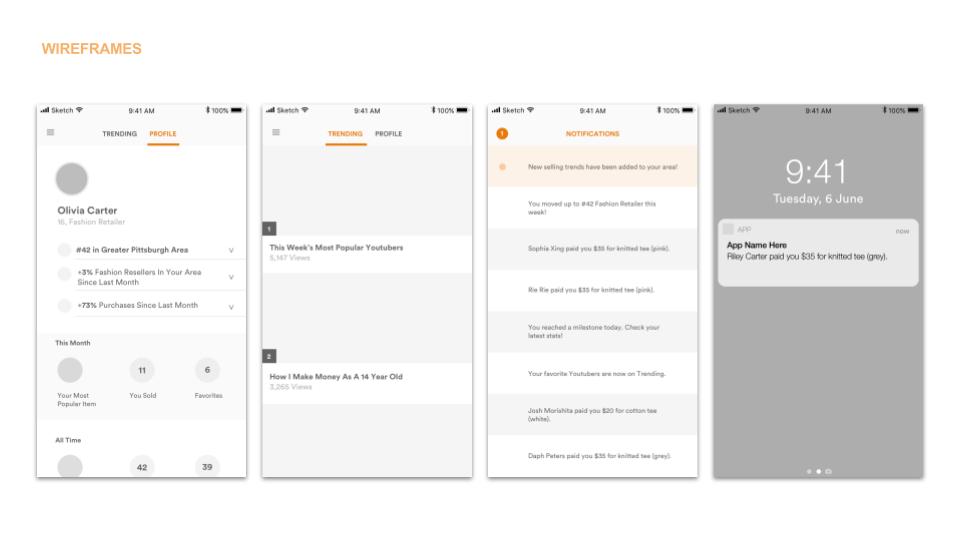 WIREFRAMES
Sketch
9:41 AM
100%
TRENDING PROFILE
Olivia Carter
16, Fashion Retailer
#42 in Greater Pittsburgh Area
+3% Fashion Resellers In Your Area
Since Last Month
+73% Purchases Since Last Month
This Month
11
6
Your Most
Popular Item
You Sold
Favorites
All Time
42
39
Sketch
9:41 AM
100%
TRENDING PROFILE
1
This Week's Most Popular Youtubers
5,147 Views
2
How I Make Money As A 14 Year Old
3,265 Views
Sketch
9:41 AM
100%
1
NOTIFICATIONS
New selling trends have been added to your area!
You moved up to #42 Fashion Retailer this
week!
Sophia Xing paid you $35 for knitted tee (pink).
Rie Rie paid you $35 for knitted tee (pink).
You reached a milestone today. Check your
latest stats!
Your favorite Youtubers are now on Trending.
Josh Morishita paid you $20 for cotton tee
(white).
Daph Peters paid you $35 for knitted tee (grey).
Sketch
9:41 AM
100%
9:41
Tuesday, 6 June
APP
now
App Name Here
Riley Carter paid you $35 for knitted tee (grey).